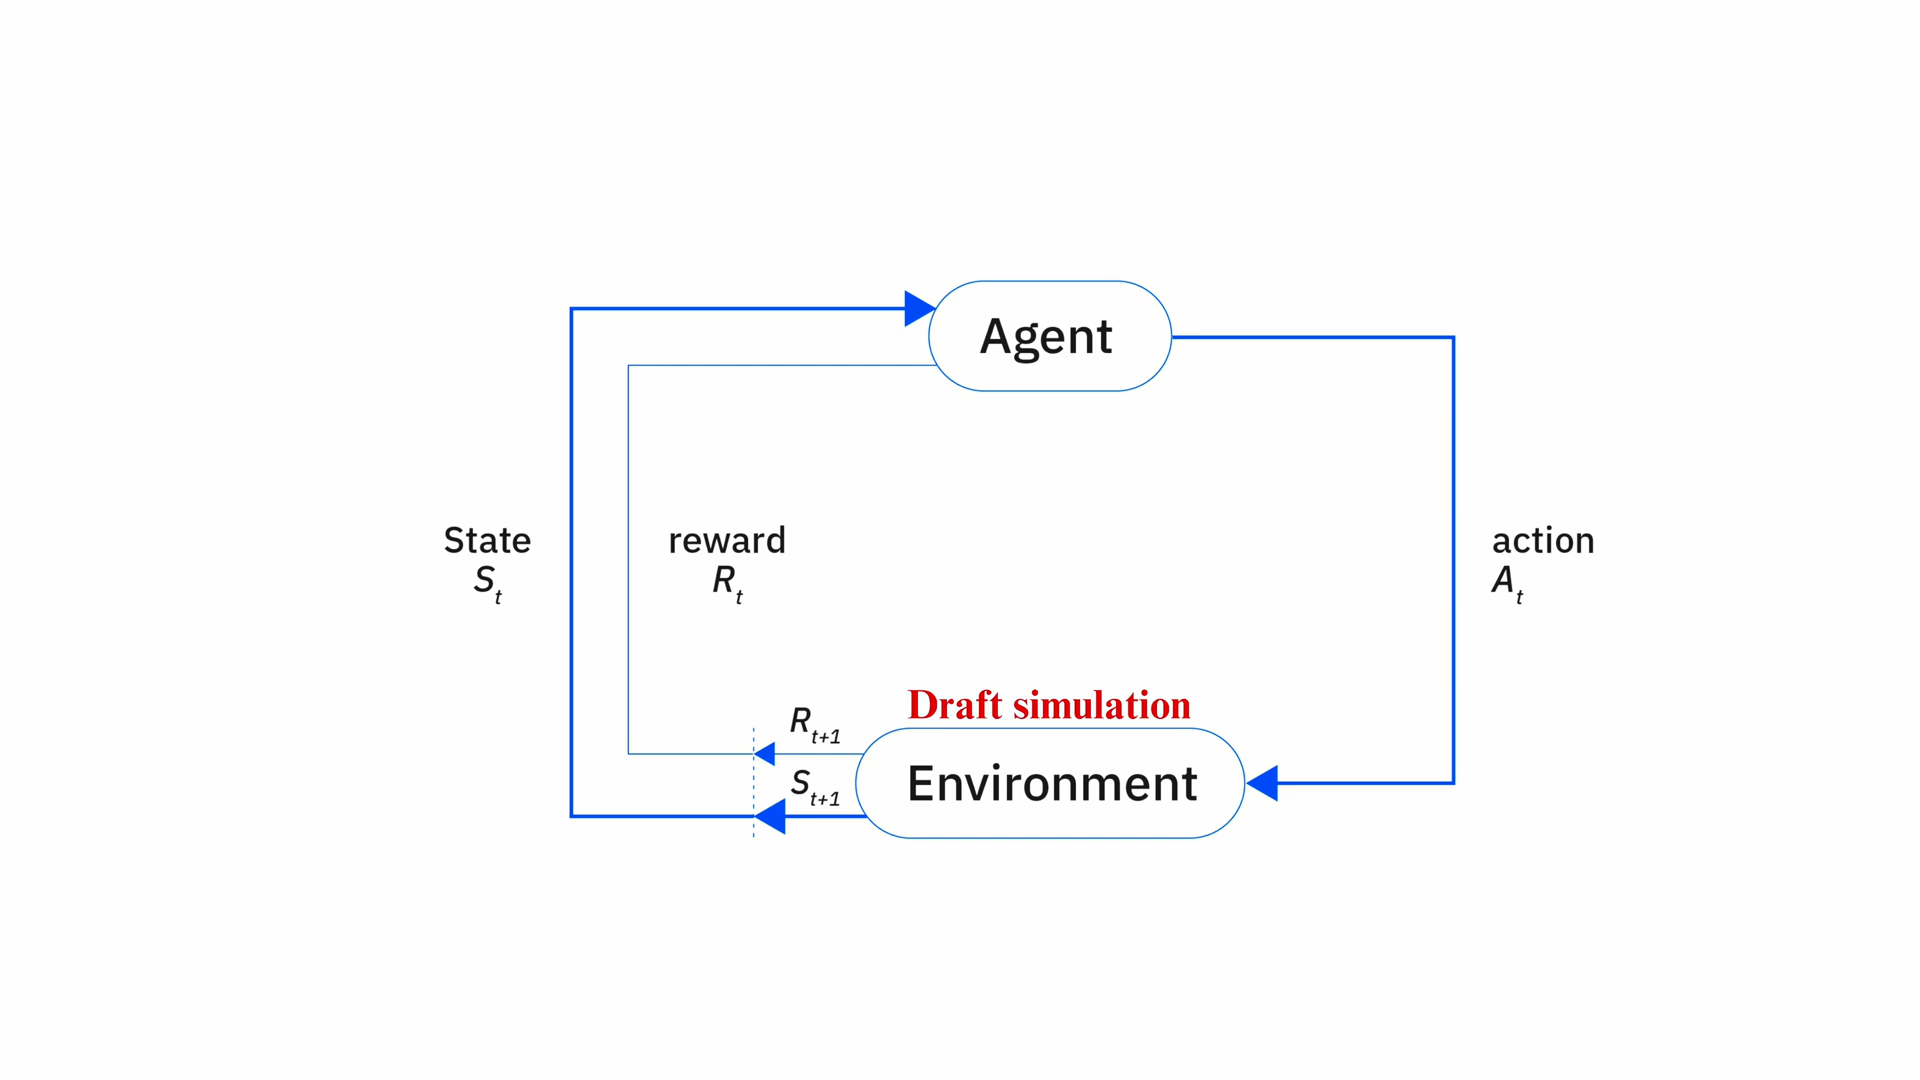 Agent
State
S_t
reward
R_t
action
A_t
Draft simulation
R_t+1
S_t+1
Environment